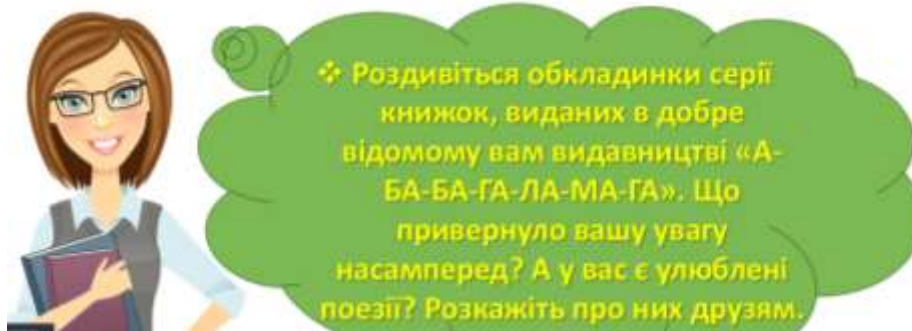 ❖ Роздивіться обкладинки серії
книжок, виданих в добре
відомому вам видавництві «А-
БА-БА-ГА-ЛА-МА-ГА». Що
привернуло вашу увагу
насамперед? А у вас є улюблені
поезії? Розкажіть про них друзям.